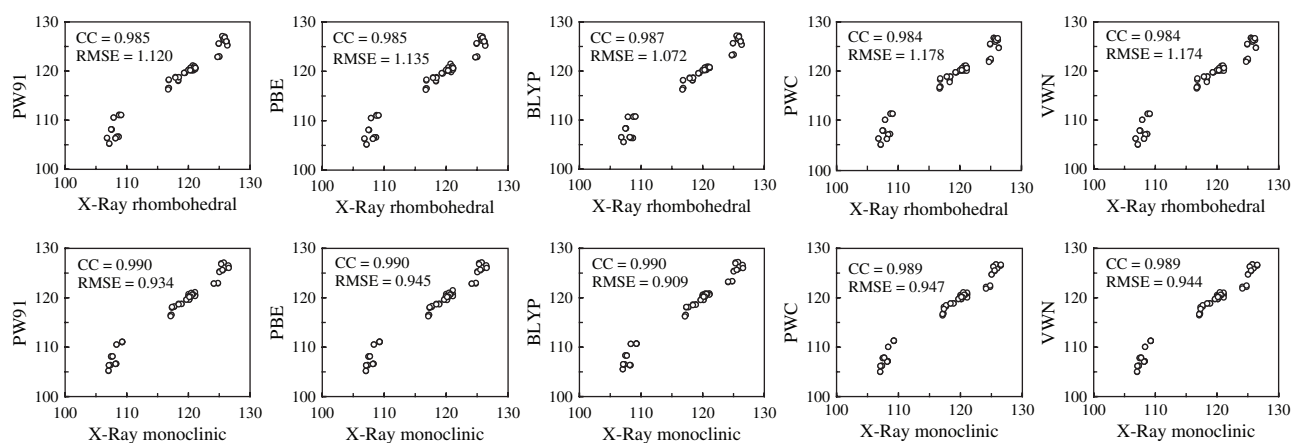 130
120
110
100
PW91
CC = 0.985
RMSE = 1.120
100 110 120 130
X-Ray rhombohedral
130
120
110
100
PBE
CC = 0.985
RMSE = 1.135
100 110 120 130
X-Ray rhombohedral
130
120
110
100
BLYP
CC = 0.987
RMSE = 1.072
100 110 120 130
X-Ray rhombohedral
130
120
110
100
PWC
CC = 0.984
RMSE = 1.178
100 110 120 130
X-Ray rhombohedral
130
120
110
100
VWN
CC = 0.984
RMSE = 1.174
100 110 120 130
X-Ray rhombohedral
130
120
110
100
PW91
CC = 0.990
RMSE = 0.934
100 110 120 130
X-Ray monoclinic
130
120
110
100
PBE
CC = 0.990
RMSE = 0.945
100 110 120 130
X-Ray monoclinic
130
120
110
100
BLYP
CC = 0.990
RMSE = 0.909
100 110 120 130
X-Ray monoclinic
130
120
110
100
PWC
CC = 0.989
RMSE = 0.947
100 110 120 130
X-Ray monoclinic
130
120
110
100
VWN
CC = 0.989
RMSE = 0.944
100 110 120 130
X-Ray monoclinic